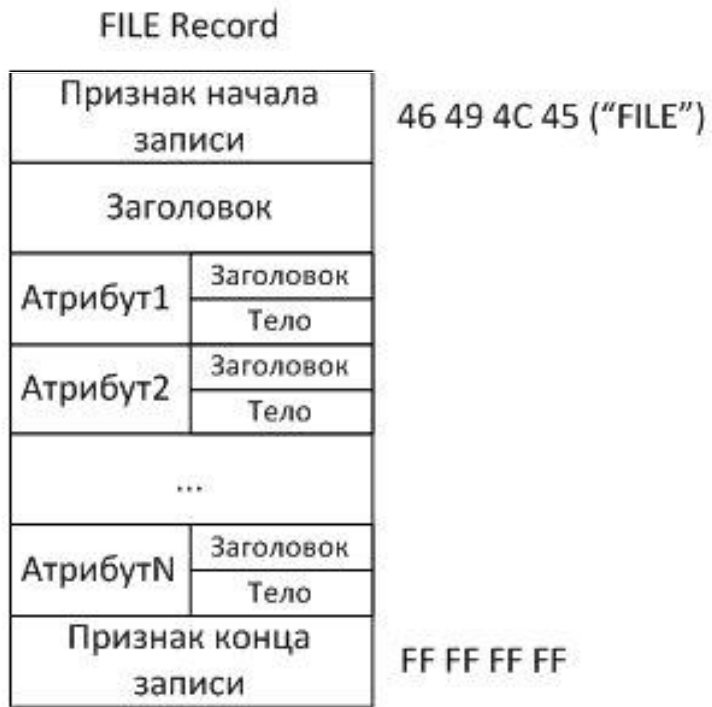 FILE Record
Признак начала
записи
46 49 4C 45 (“FILE”)
Заголовок
Атрибут1
Заголовок
Тело
Атрибут2
Заголовок
Тело
...
АтрибутN
Заголовок
Тело
Признак конца
записи
FF FF FF FF